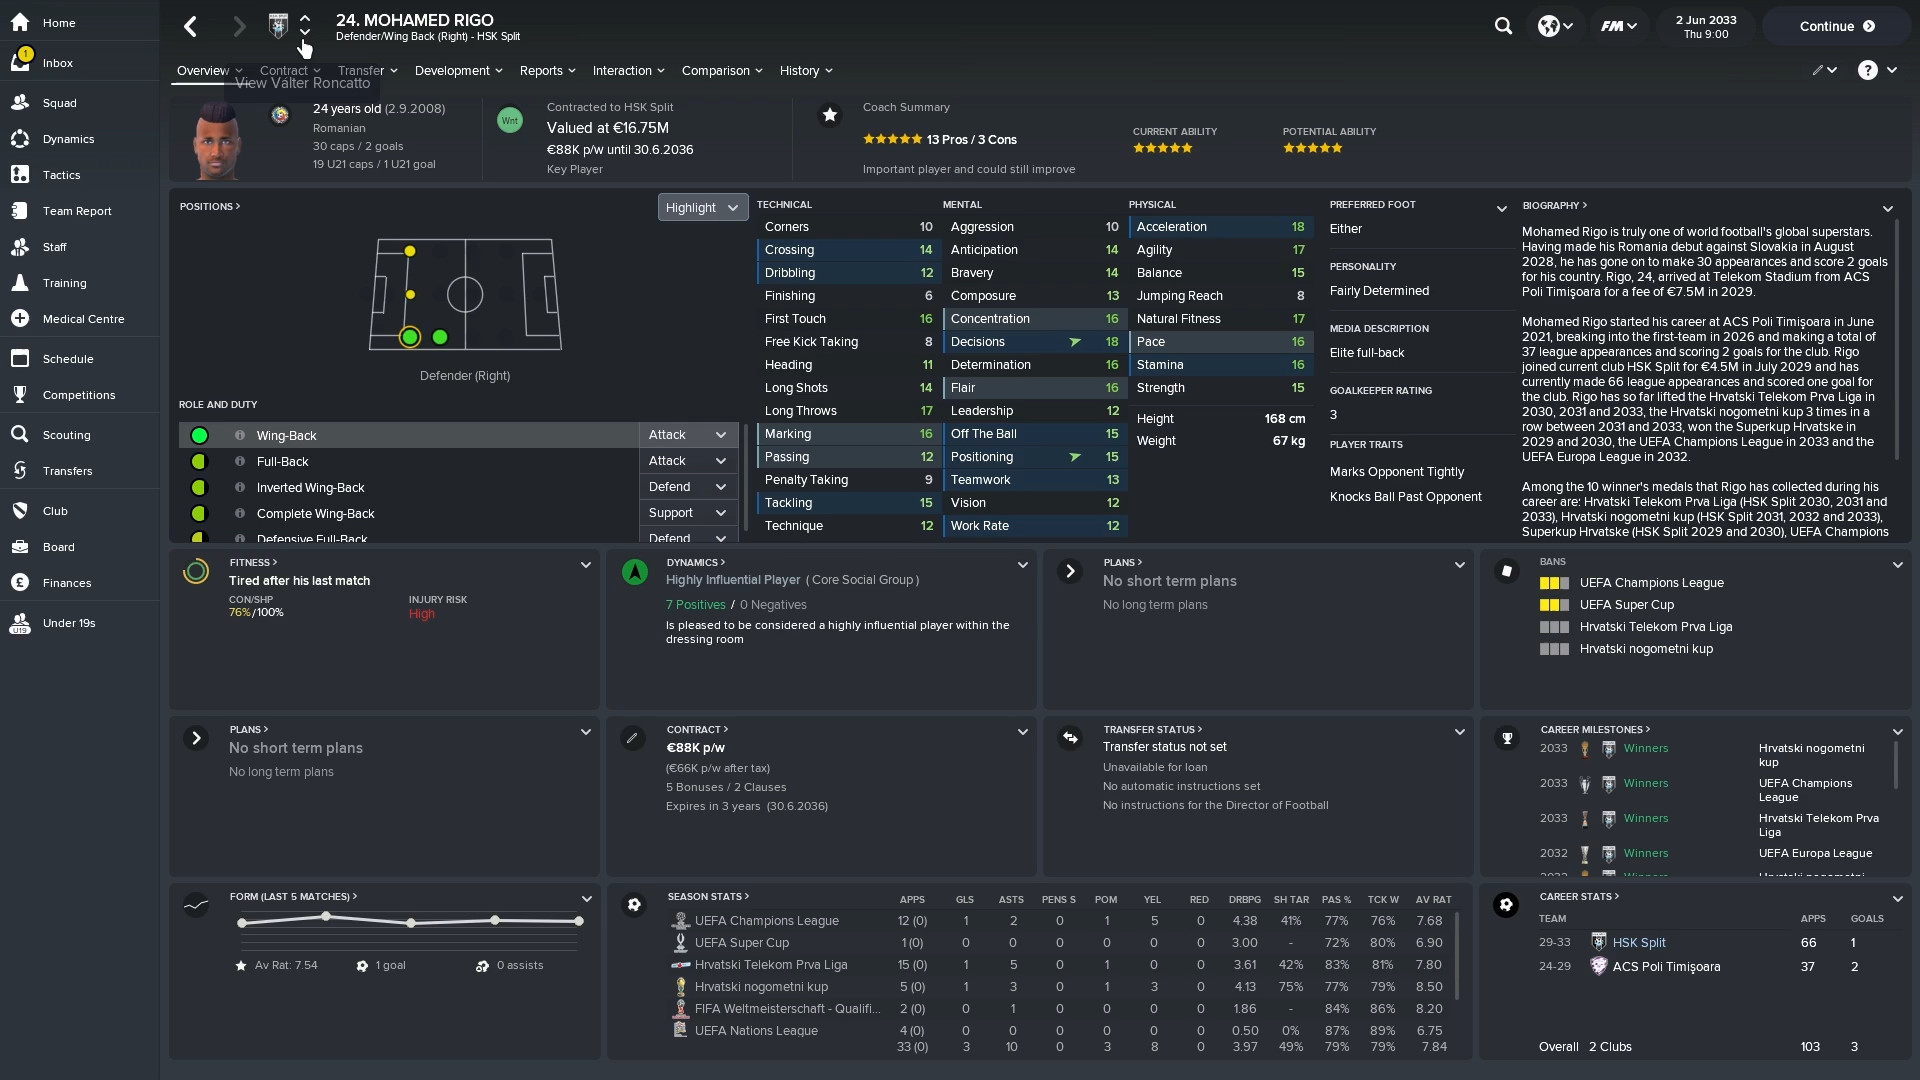 Home
1
Inbox
Squad
Dynamics
Tactics
Team Report
Staff
Training
Medical Centre
Schedule
Competitions
Scouting
Transfers
Club
Board
Finances
U19
Under 19s
24. MOHAMED RIGO
Defender/Wing Back (Right) - HSK Split
FM
2 Jun 2033
Thu 9:00
Continue
Overview Contract Transfer Development Reports Interaction Comparison History
?
View Válter Roncatto
24 years old (2.9.2008)
Romanian
30 caps / 2 goals
19 U21 caps / 1 U21 goal
Wnt
Contracted to HSK Split
Valued at €16.75M
€88K p/w until 30.6.2036
Key Player
Coach Summary
13 Pros / 3 Cons
Important player and could still improve
CURRENT ABILITY
POTENTIAL ABILITY
POSITIONS >
Highlight
Defender (Right)
ROLE AND DUTY
Wing-Back Attack
Full-Back Attack
Inverted Wing-Back Defend
Complete Wing-Back Support
Defensive Full-Back Defend
TECHNICAL
Corners 10
Crossing 14
Dribbling 12
Finishing 6
First Touch 16
Free Kick Taking 8
Heading 11
Long Shots 14
Long Throws 17
Marking 16
Passing 12
Penalty Taking 9
Tackling 15
Technique 12
MENTAL
Aggression 10
Anticipation 14
Bravery 14
Composure 13
Concentration 16
Decisions 18
Determination 16
Flair 16
Leadership 12
Off The Ball 15
Positioning 15
Teamwork 13
Vision 12
Work Rate 12
PHYSICAL
Acceleration 18
Agility 17
Balance 15
Jumping Reach 8
Natural Fitness 17
Pace 16
Stamina 16
Strength 15
Height 168 cm
Weight 67 kg
PREFERRED FOOT
Either
PERSONALITY
Fairly Determined
MEDIA DESCRIPTION
Elite full-back
GOALKEEPER RATING
3
PLAYER TRAITS
Marks Opponent Tightly
Knocks Ball Past Opponent
BIOGRAPHY >
Mohamed Rigo is truly one of world football's global superstars.
Having made his Romania debut against Slovakia in August
2028, he has gone on to make 30 appearances and score 2 goals
for his country. Rigo, 24, arrived at Telekom Stadium from ACS
Poli Timişoara for a fee of €7.5M in 2029.
Mohamed Rigo started his career at ACS Poli Timişoara in June
2021, breaking into the first-team in 2026 and making a total of
37 league appearances and scoring 2 goals for the club. Rigo
joined current club HSK Split for €4.5M in July 2029 and has
currently made 66 league appearances and scored one goal for
the club. Rigo has so far lifted the Hrvatski Telekom Prva Liga in
2030, 2031 and 2033, the Hrvatski nogometni kup 3 times in a
row between 2031 and 2033, won the Superkup Hrvatske in
2029 and 2030, the UEFA Champions League in 2033 and the
UEFA Europa League in 2032.
Among the 10 winner's medals that Rigo has collected during his
career are: Hrvatski Telekom Prva Liga (HSK Split 2030, 2031 and
2033), Hrvatski nogometni kup (HSK Split 2031, 2032 and 2033),
Superkup Hrvatske (HSK Split 2029 and 2030), UEFA Champions
FITNESS >
Tired after his last match
CON/SHP
76%/100%
INJURY RISK
High
DYNAMICS >
Highly Influential Player ( Core Social Group )
7 Positives / 0 Negatives
Is pleased to be considered a highly influential player within the
dressing room
PLANS >
No short term plans
No long term plans
BANS
UEFA Champions League
UEFA Super Cup
Hrvatski Telekom Prva Liga
Hrvatski nogometni kup
PLANS >
No short term plans
No long term plans
CONTRACT >
€88K p/w
(€66K p/w after tax)
5 Bonuses / 2 Clauses
Expires in 3 years (30.6.2036)
TRANSFER STATUS >
Transfer status not set
Unavailable for loan
No automatic instructions set
No instructions for the Director of Football
CAREER MILESTONES >
2033 Winners Hrvatski nogometni
kup
2033 Winners UEFA Champions
League
2033 Winners Hrvatski Telekom Prva
Liga
2032 Winners UEFA Europa League
2032 Winners Hrvatski nogometni
FORM (LAST 5 MATCHES) >
Av Rat: 7.54 1 goal 0 assists
SEASON STATS > APPS GLS ASTS PENS S POM YEL RED DRBPG SH TAR PAS % TCK W AV RAT
UEFA Champions League 12 (0) 1 2 0 1 5 0 4.38 41% 77% 76% 7.68
UEFA Super Cup 1 (0) 0 0 0 0 0 0 3.00 - 72% 80% 6.90
Hrvatski Telekom Prva Liga 15 (0) 1 5 0 1 0 0 3.61 42% 83% 81% 7.80
Hrvatski nogometni kup 5 (0) 1 3 0 1 3 0 4.13 75% 77% 79% 8.50
FIFA Weltmeisterschaft - Qualifi... 2 (0) 0 1 0 0 0 0 1.86 - 84% 86% 8.20
UEFA Nations League 4 (0) 0 0 0 0 0 0 0.50 0% 87% 89% 6.75
33 (0) 3 10 0 3 8 0 3.97 49% 79% 79% 7.84
CAREER STATS >
TEAM APPS GOALS
29-33 HSK Split 66 1
24-29 ACS Poli Timişoara 37 2
Overall 2 Clubs 103 3